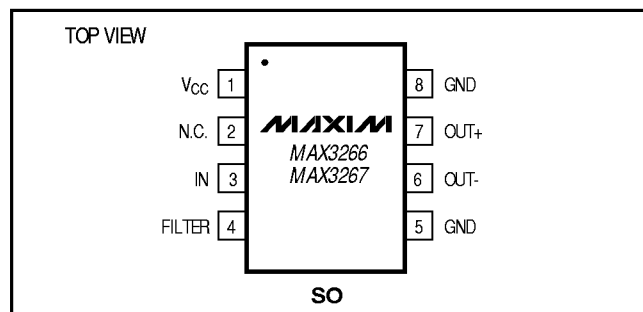 TOP VIEW
VCC 1 8 GND
N.C. 2 MAXIM 7 OUT+
MAX3266
IN 3 MAX3267 6 OUT-
FILTER 4 5 GND
SO